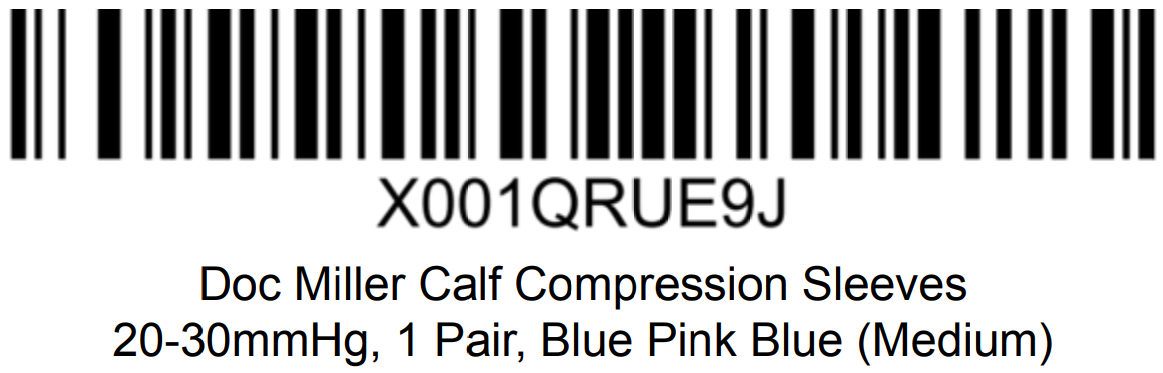 X001QRUE9J
Doc Miller Calf Compression Sleeves
20-30mmHg, 1 Pair, Blue Pink Blue (Medium)